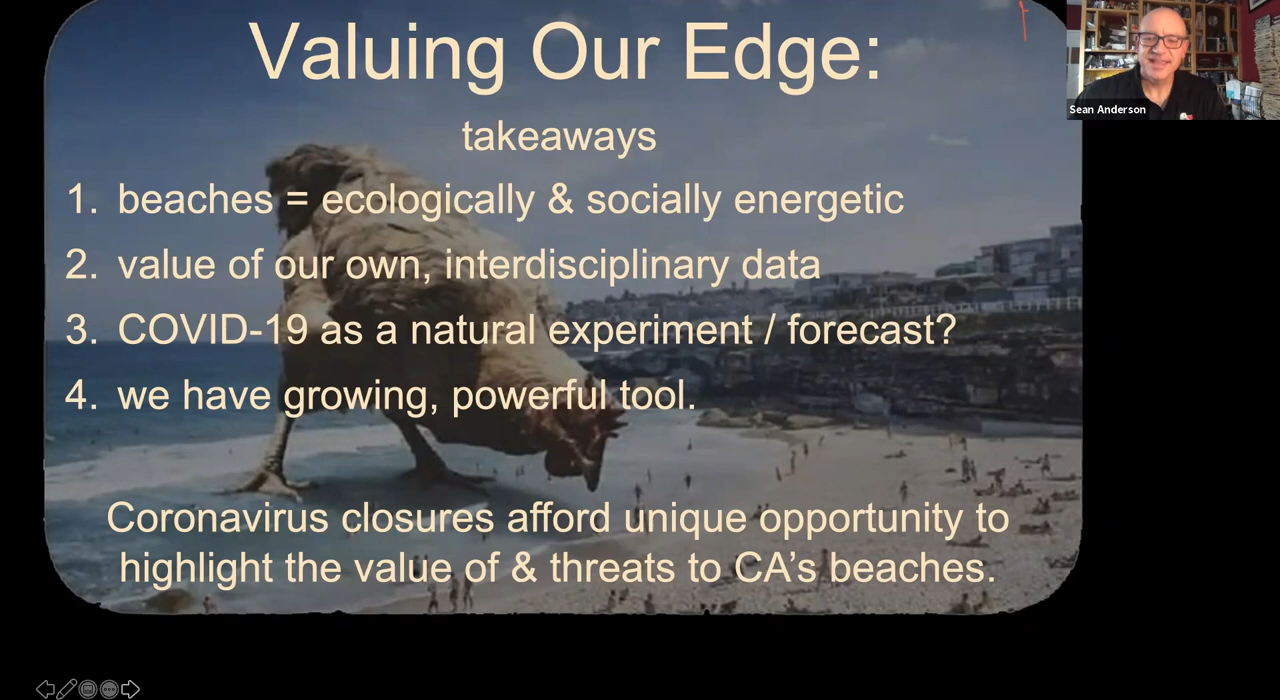 Valuing Our Edge:
takeaways
1. beaches = ecologically & socially energetic
2. value of our own, interdisciplinary data
3. COVID-19 as a natural experiment / forecast?
4. we have growing, powerful tool.
Coronavirus closures afford unique opportunity to
highlight the value of & threats to CA’s beaches.
Sean Anderson